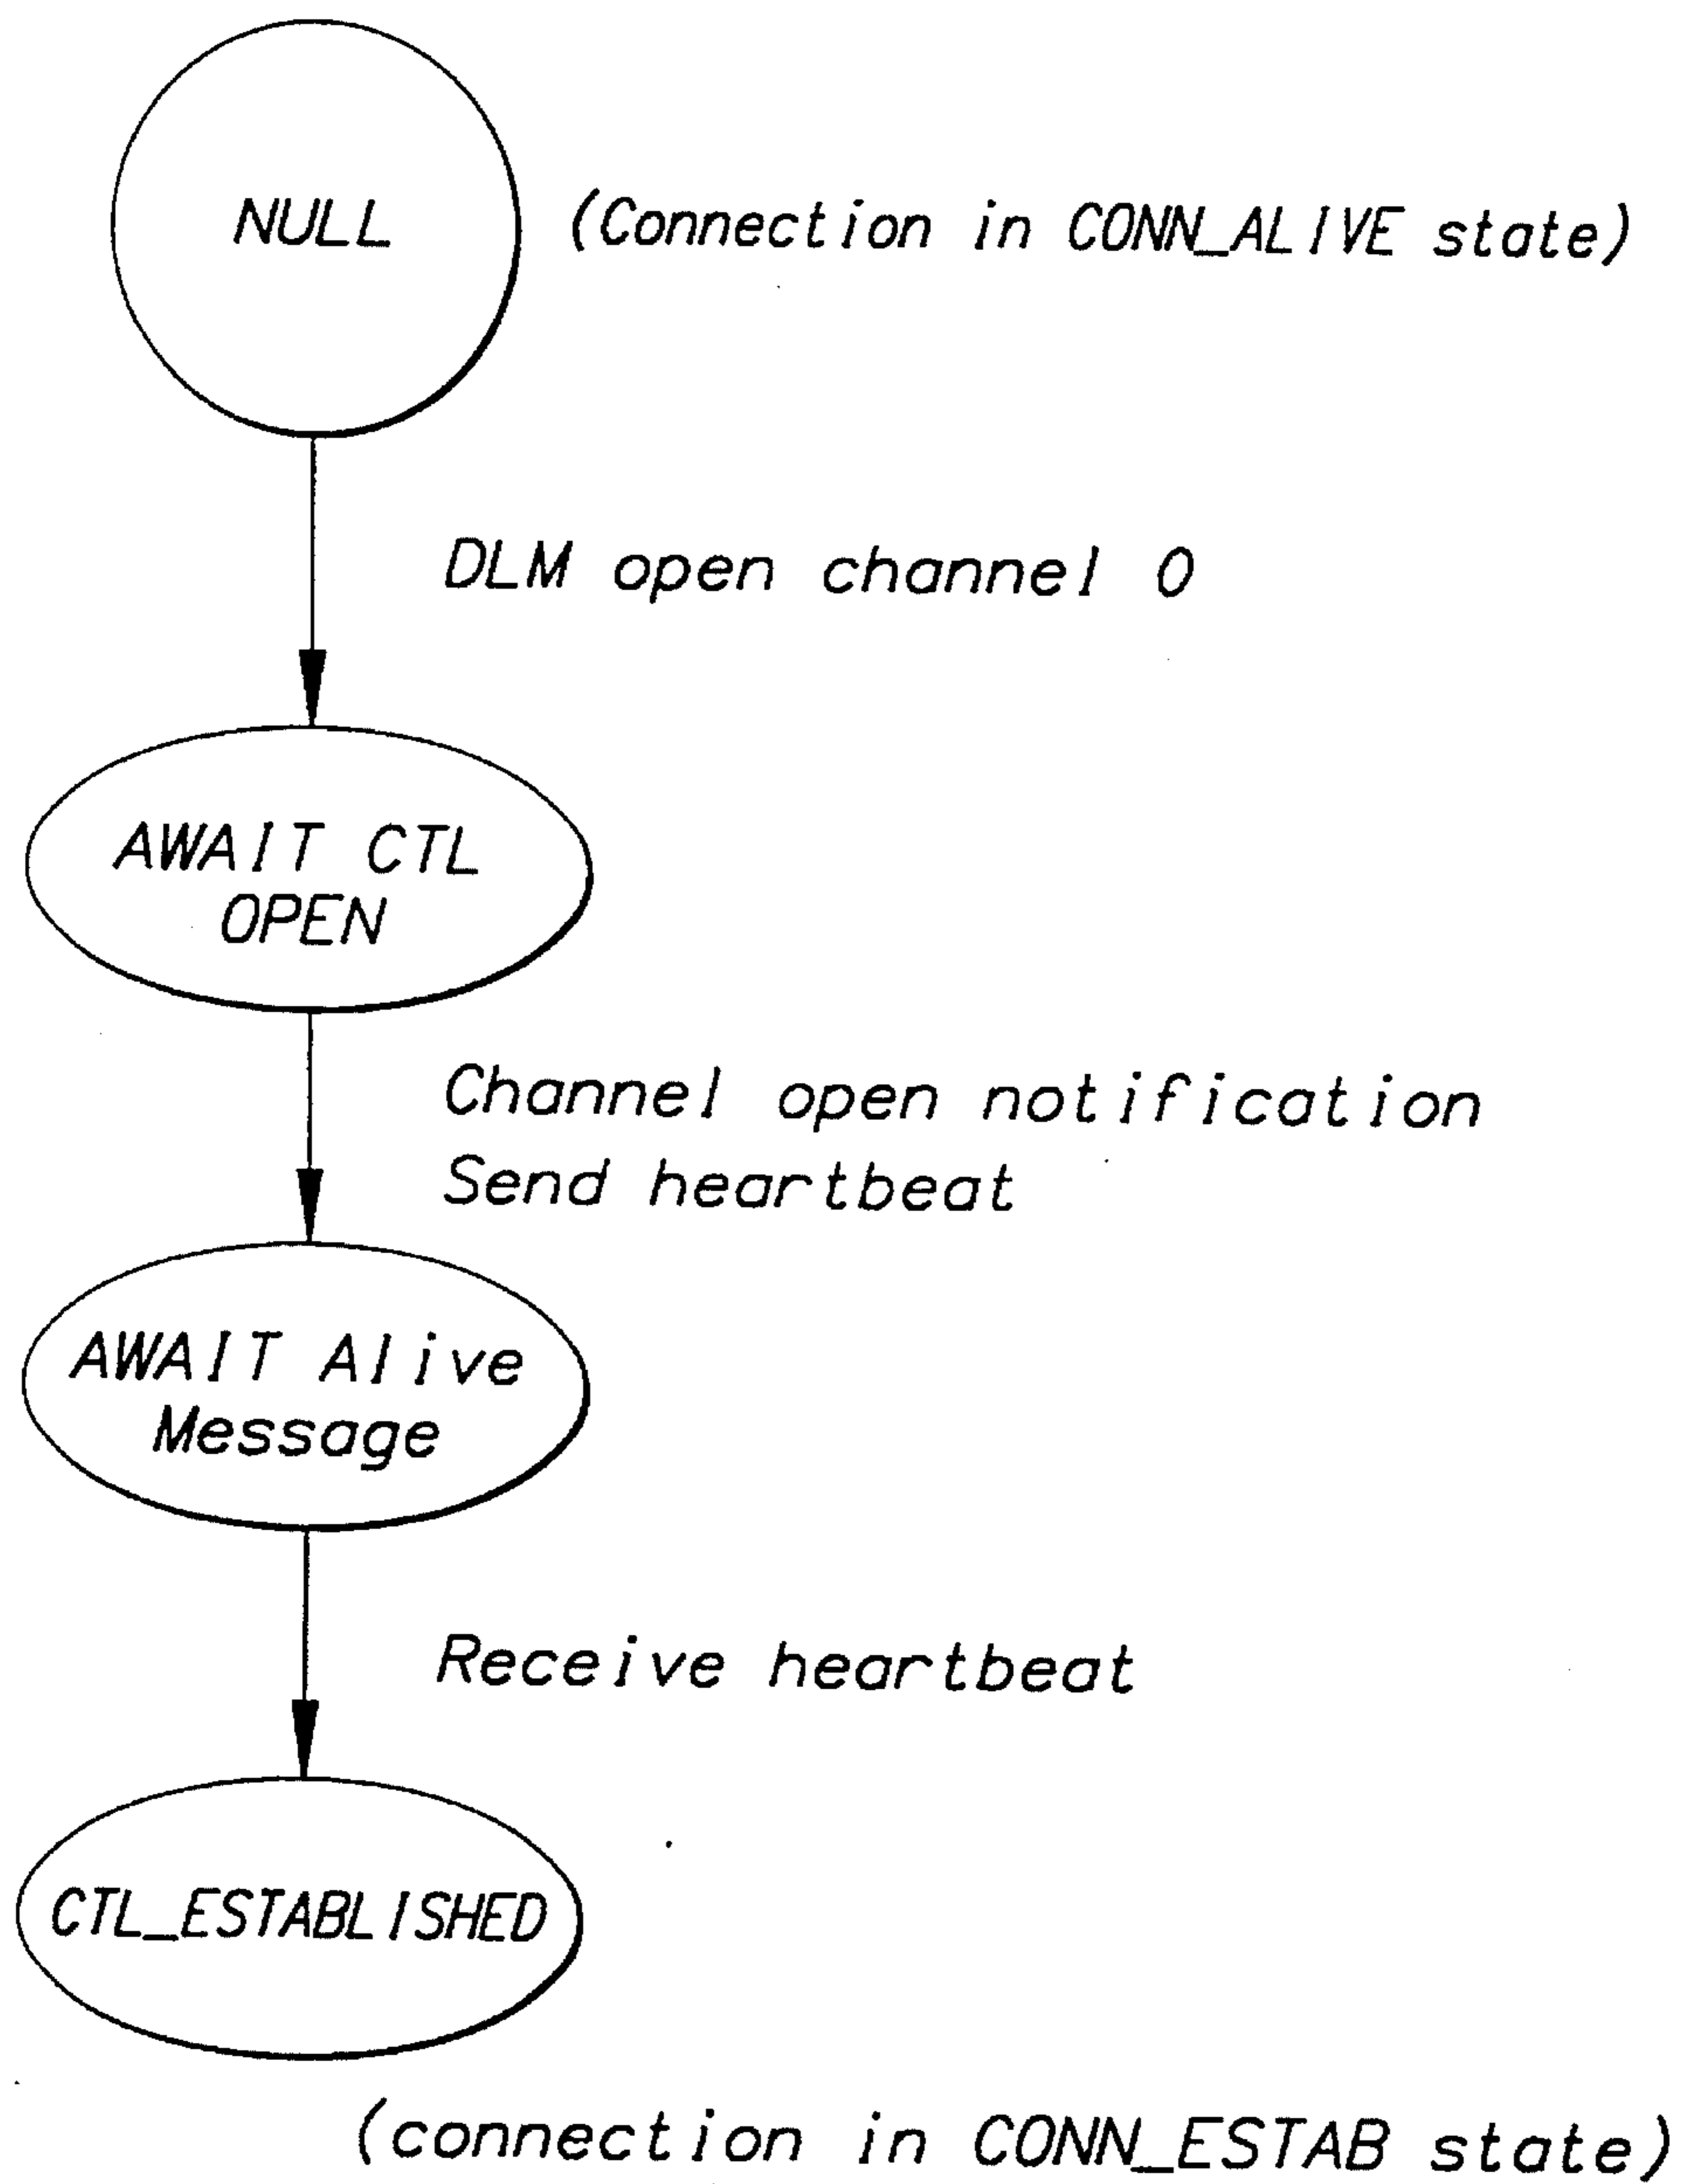 NULL (Connection in CONN_ALIVE state)
DLM open channel 0
AWAIT CTL
OPEN
Channel open notification
Send heartbeat
AWAIT Alive
Message
Receive heartbeat
CTL_ESTABLISHED
(connection in CONN_ESTAB state)